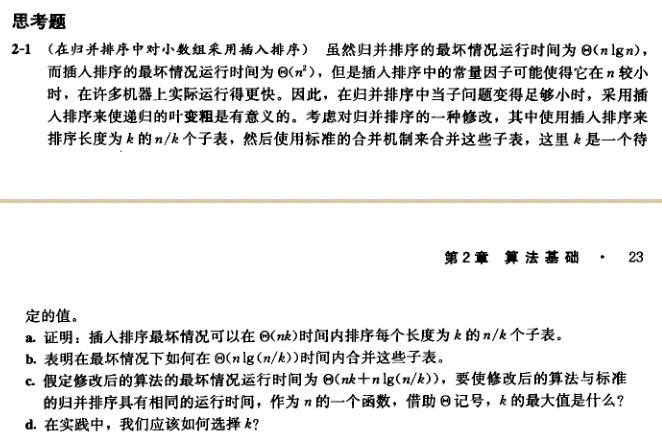 思考题
2-1 （在归并排序中对小数组采用插入排序） 虽然归并排序的最坏情况运行时间为 Θ(nlgn)，
而插入排序的最坏情况运行时间为 Θ(n²)，但是插入排序中的常量因子可能使得它在 n 较小
时，在许多机器上实际运行得更快。因此，在归并排序中当子问题变得足够小时，采用插
入排序来使递归的叶变粗是有意义的。考虑对归并排序的一种修改，其中使用插入排序来
排序长度为 k 的 n/k 个子表，然后使用标准的合并机制来合并这些子表，这里 k 是一个待
第2章 算法基础 · 23
定的值。
a. 证明：插入排序最坏情况可以在 Θ(nk)时间内排序每个长度为 k 的 n/k 个子表。
b. 表明在最坏情况下如何在 Θ(nlg(n/k))时间内合并这些子表。
c. 假定修改后的算法的最坏情况运行时间为 Θ(nk+nlg(n/k))，要使修改后的算法与标准
的归并排序具有相同的运行时间，作为 n 的一个函数，借助 Θ 记号，k 的最大值是什么？
d. 在实践中，我们应该如何选择 k?